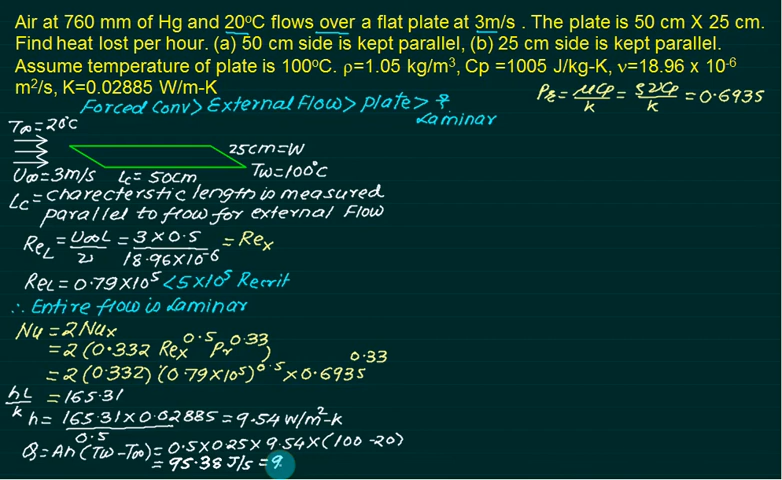 Air at 760 mm of Hg and 20°C flows over a flat plate at 3m/s . The plate is 50 cm X 25 cm.
Find heat lost per hour. (a) 50 cm side is kept parallel, (b) 25 cm side is kept parallel.
Assume temperature of plate is 100°C. ρ=1.05 kg/m³, Cp =1005 J/kg-K, ν=18.96 x 10⁻⁶
m²/s, K=0.02885 W/m-K
Pr = μCp/k = ρνCp/k = 0.6935
Forced Conv > External Flow > Plate > ?
Laminar
T∞=20°C
25cm=W
U∞=3m/s Lc=50cm Tw=100°C
Lc = charecterstic length is measured
parallel to flow for external Flow
ReL = U∞L/ν = 3×0.5/18.96×10⁻⁶ = Rex
ReL = 0.79×10⁵ < 5×10⁵ Recrit
∴ Entire flow is Laminar
Nu = 2Nux
= 2(0.332 Rex^0.5 Pr^0.33)
= 2(0.332)(0.79×10⁵)^0.5 × 0.6935^0.33
hL/k = 165.31
h = 165.31×0.02885/0.5 = 9.54 W/m²-K
Q = Ah(Tw-T∞) = 0.5×0.25×9.54×(100-20)
= 95.38 J/s = 9